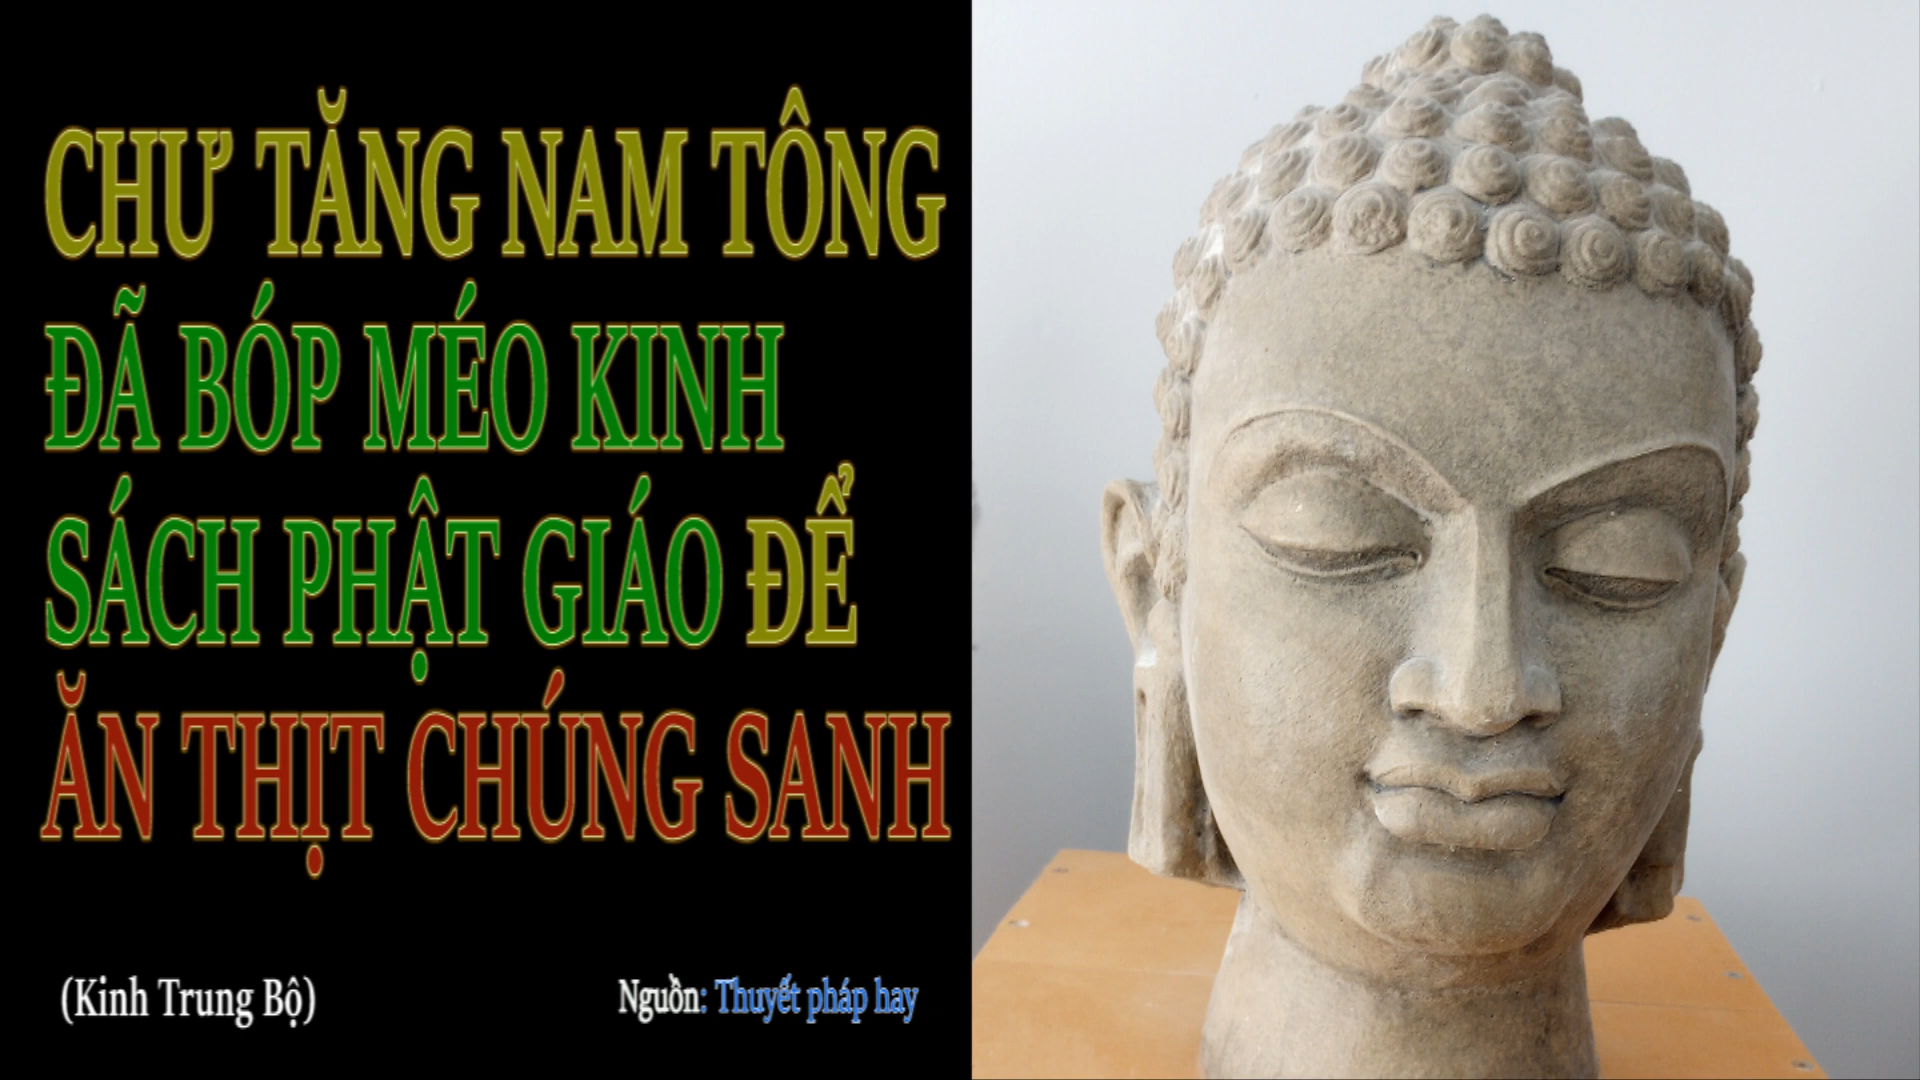 CHƯ TĂNG NAM TÔNG
ĐÃ BÓP MÉO KINH
SÁCH PHẬT GIÁO ĐỂ
ĂN THỊT CHÚNG SANH
(Kinh Trung Bộ) Nguồn: Thuyết pháp hay